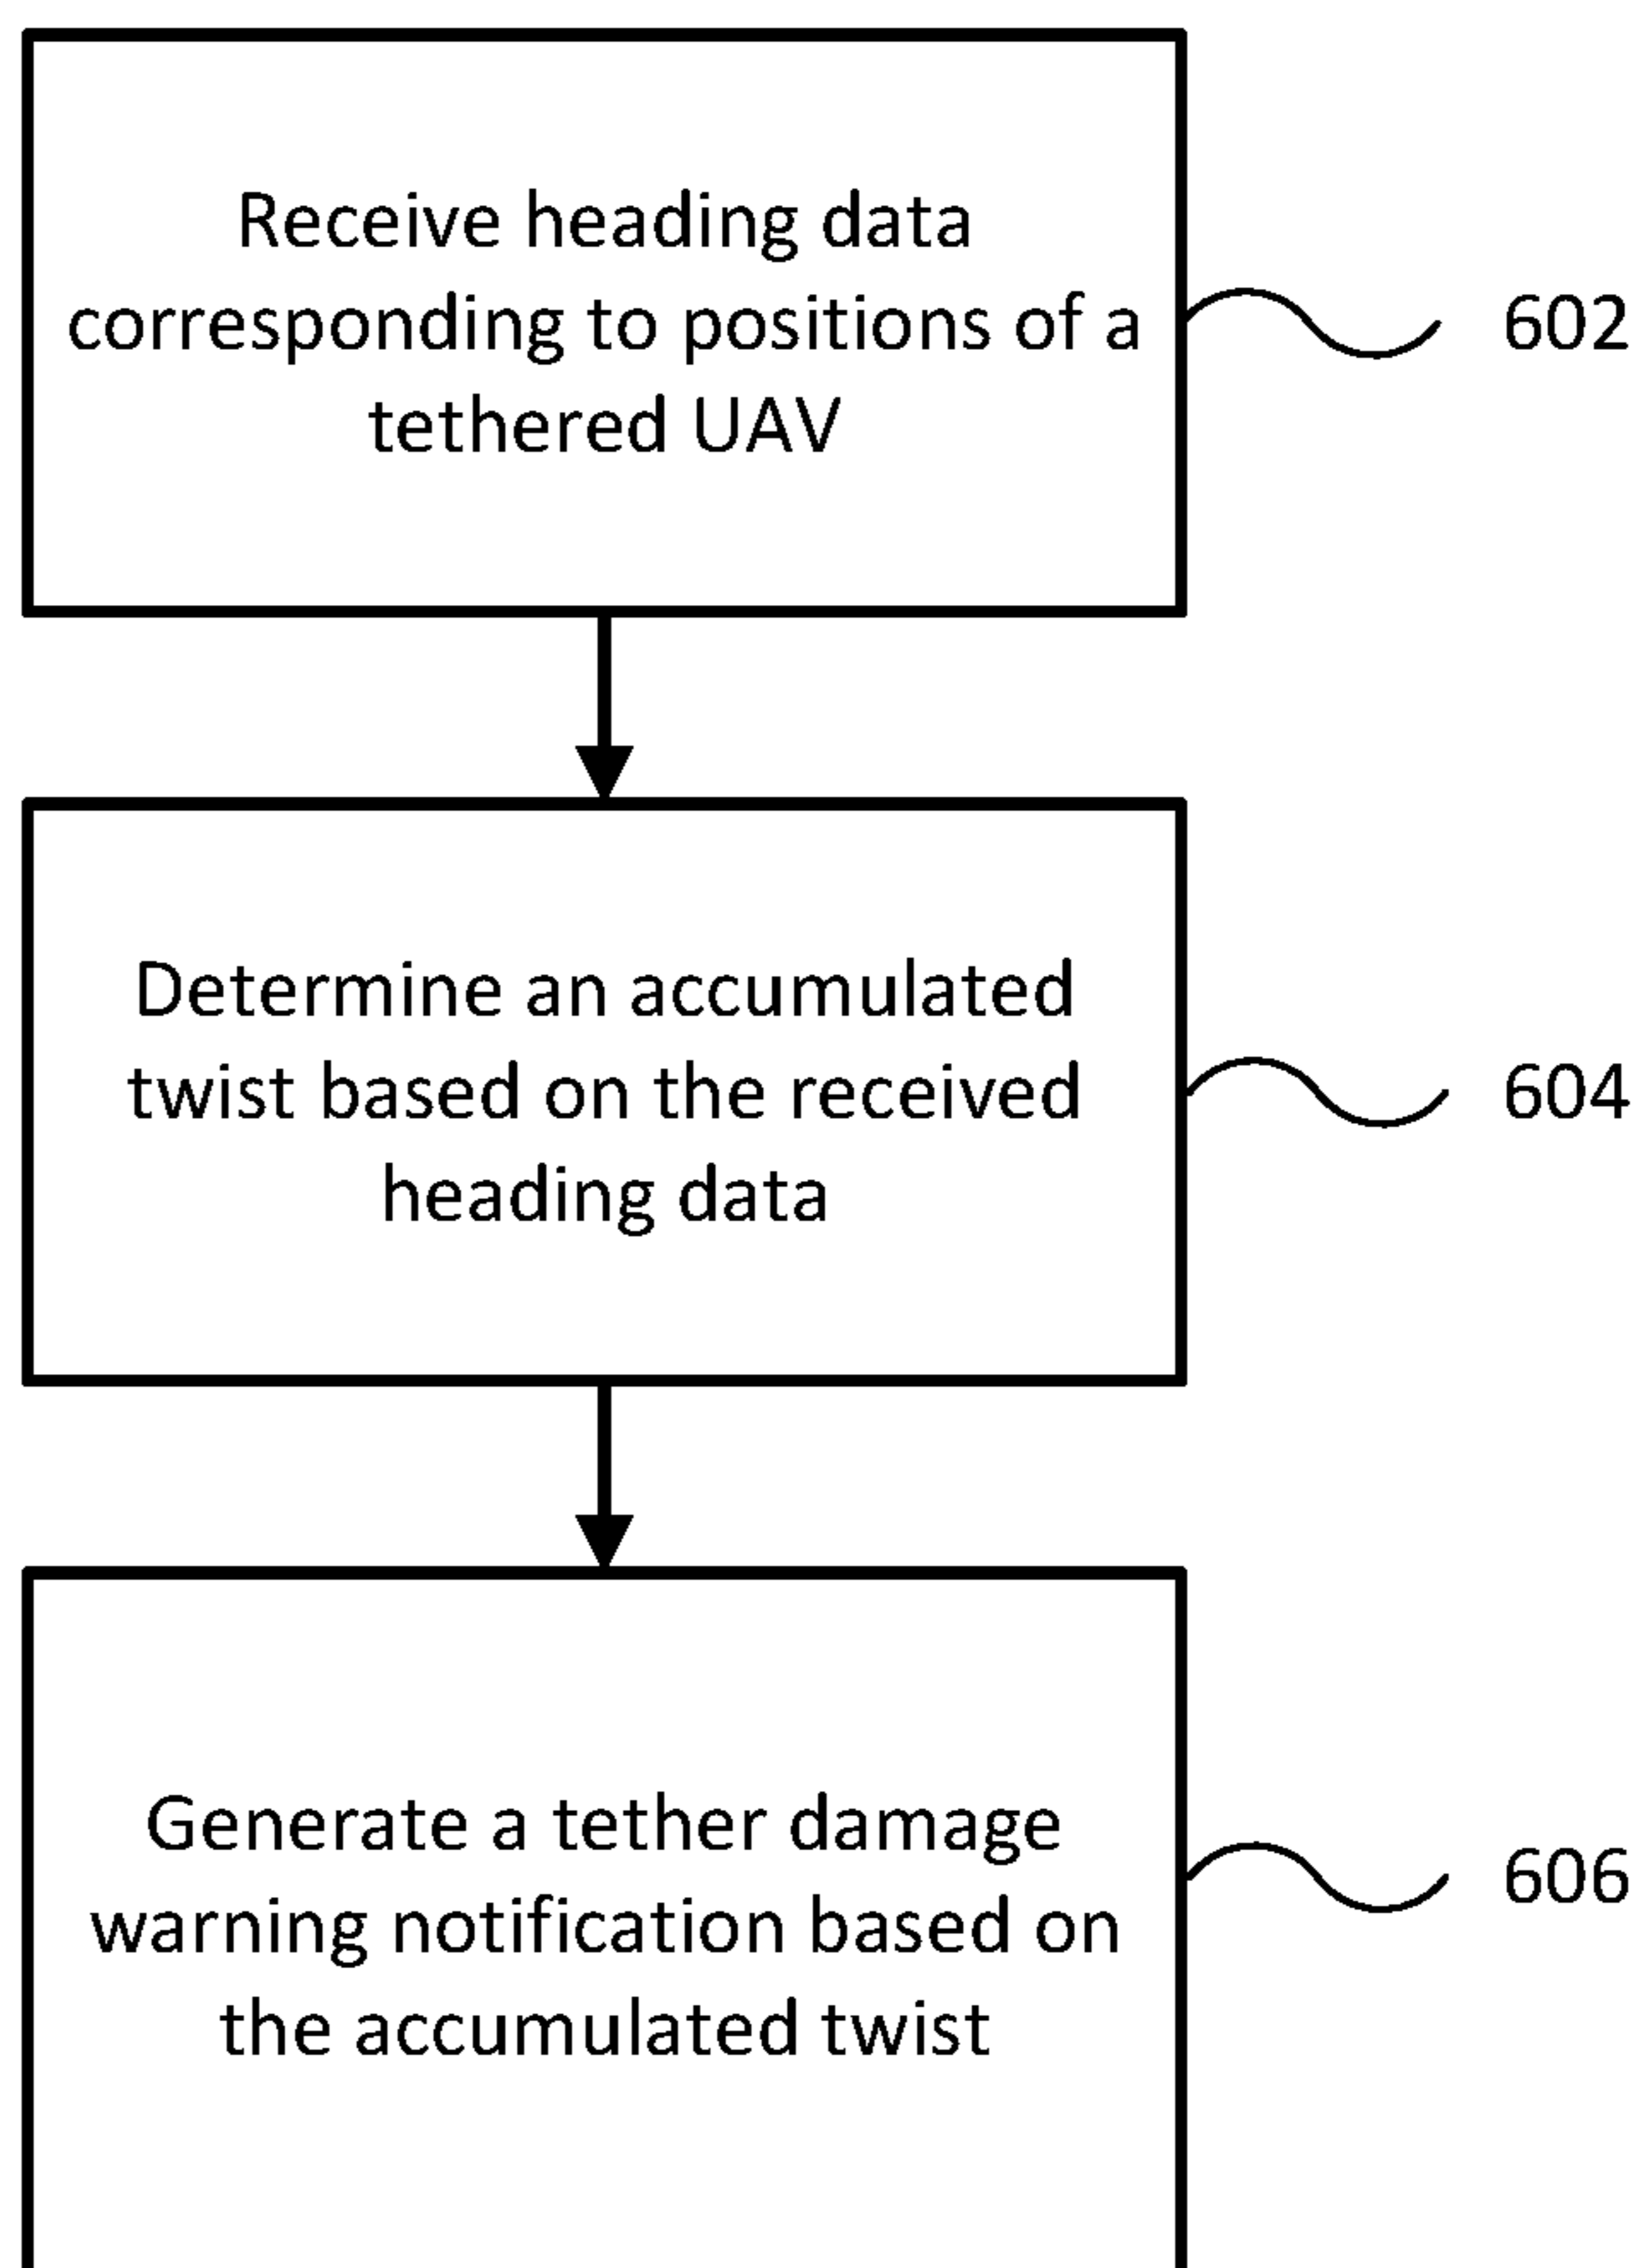 Receive heading data
corresponding to positions of a
tethered UAV
602
Determine an accumulated
twist based on the received
heading data
604
Generate a tether damage
warning notification based on
the accumulated twist
606